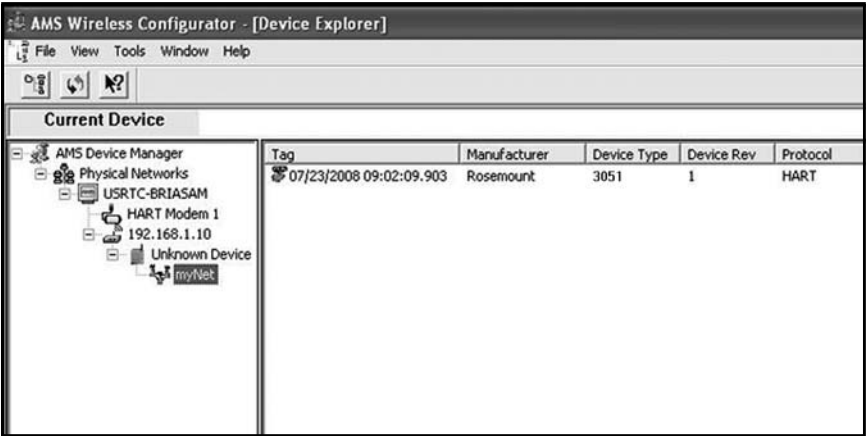 AMS Wireless Configurator - [Device Explorer]
File View Tools Window Help
Current Device
AMS Device Manager
Physical Networks
USRTC-BRIASAM
HART Modem 1
192.168.1.10
Unknown Device
myNet
Tag Manufacturer Device Type Device Rev Protocol
07/23/2008 09:02:09.903 Rosemount 3051 1 HART